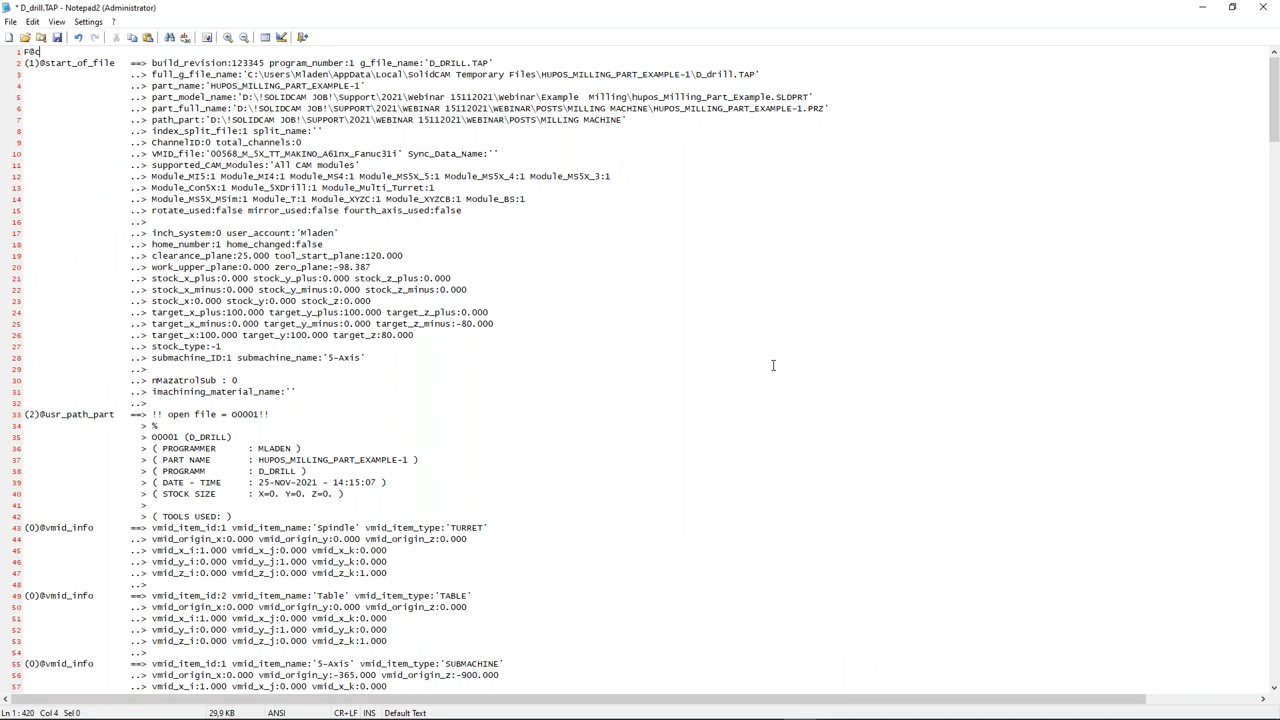 * D_drill.TAP - Notepad2 (Administrator)
File Edit View Settings ?
1 F@c
2 (1)@start_of_file ==> build_revision:123345 program_number:1 g_file_name:'D_DRILL.TAP'
3 ..> full_g_file_name:'C:\Users\Mladen\AppData\Local\SolidCAM Temporary Files\HUPOS_MILLING_PART_EXAMPLE-1\D_drill.TAP'
4 ..> part_name:'HUPOS_MILLING_PART_EXAMPLE-1'
5 ..> part_model_name:'D:\!SOLIDCAM JOB!\Support\2021\Webinar 15112021\Webinar\Example  Milling\hupos_Milling_Part_Example.SLDPRT'
6 ..> part_full_name:'D:\!SOLIDCAM JOB!\SUPPORT\2021\WEBINAR 15112021\WEBINAR\POSTS\MILLING MACHINE\HUPOS_MILLING_PART_EXAMPLE-1.PRZ'
7 ..> path_part:'D:\!SOLIDCAM JOB!\SUPPORT\2021\WEBINAR 15112021\WEBINAR\POSTS\MILLING MACHINE'
8 ..> index_split_file:1 split_name:''
9 ..> ChannelID:0 total_channels:0
10 ..> VMID_file:'00568_M_5X_TT_MAKINO_A61nx_Fanuc31i' Sync_Data_Name:''
11 ..> supported_CAM_Modules:'All CAM modules'
12 ..> Module_MI5:1 Module_MI4:1 Module_MS4:1 Module_MS5X_5:1 Module_MS5X_4:1 Module_MS5X_3:1
13 ..> Module_Con5X:1 Module_5XDrill:1 Module_Multi_Turret:1
14 ..> Module_MS5X_MSim:1 Module_T:1 Module_XYZC:1 Module_XYZCB:1 Module_BS:1
15 ..> rotate_used:false mirror_used:false fourth_axis_used:false
16 ..>
17 ..> inch_system:0 user_account:'Mladen'
18 ..> home_number:1 home_changed:false
19 ..> clearance_plane:25.000 tool_start_plane:120.000
20 ..> work_upper_plane:0.000 zero_plane:-98.387
21 ..> stock_x_plus:0.000 stock_y_plus:0.000 stock_z_plus:0.000
22 ..> stock_x_minus:0.000 stock_y_minus:0.000 stock_z_minus:0.000
23 ..> stock_x:0.000 stock_y:0.000 stock_z:0.000
24 ..> target_x_plus:100.000 target_y_plus:100.000 target_z_plus:0.000
25 ..> target_x_minus:0.000 target_y_minus:0.000 target_z_minus:-80.000
26 ..> target_x:100.000 target_y:100.000 target_z:80.000
27 ..> stock_type:-1
28 ..> submachine_ID:1 submachine_name:'5-Axis'
29 ..>
30 ..> nMazatrolSub : 0
31 ..> imachining_material_name:''
32 ..>
33 (2)@usr_path_part ==> !! open file = O0001!!
34 > %
35 > O0001 (D_DRILL)
36 > ( PROGRAMMER : MLADEN )
37 > ( PART NAME : HUPOS_MILLING_PART_EXAMPLE-1 )
38 > ( PROGRAMM : D_DRILL )
39 > ( DATE - TIME : 25-NOV-2021 - 14:15:07 )
40 > ( STOCK SIZE : X=0. Y=0. Z=0. )
41 >
42 > ( TOOLS USED: )
43 (0)@vmid_info ==> vmid_item_id:1 vmid_item_name:'Spindle' vmid_item_type:'TURRET'
44 ..> vmid_origin_x:0.000 vmid_origin_y:0.000 vmid_origin_z:0.000
45 ..> vmid_x_i:1.000 vmid_x_j:0.000 vmid_x_k:0.000
46 ..> vmid_y_i:0.000 vmid_y_j:1.000 vmid_y_k:0.000
47 ..> vmid_z_i:0.000 vmid_z_j:0.000 vmid_z_k:1.000
48 ..>
49 (0)@vmid_info ==> vmid_item_id:2 vmid_item_name:'Table' vmid_item_type:'TABLE'
50 ..> vmid_origin_x:0.000 vmid_origin_y:0.000 vmid_origin_z:0.000
51 ..> vmid_x_i:1.000 vmid_x_j:0.000 vmid_x_k:0.000
52 ..> vmid_y_i:0.000 vmid_y_j:1.000 vmid_y_k:0.000
53 ..> vmid_z_i:0.000 vmid_z_j:0.000 vmid_z_k:1.000
54 ..>
55 (0)@vmid_info ==> vmid_item_id:1 vmid_item_name:'5-Axis' vmid_item_type:'SUBMACHINE'
56 ..> vmid_origin_x:0.000 vmid_origin_y:-365.000 vmid_origin_z:-900.000
57 ..> vmid_x_i:1.000 vmid_x_j:0.000 vmid_x_k:0.000
Ln 1 : 420 Col 4 Sel 0 29,9 KB ANSI CR+LF INS Default Text